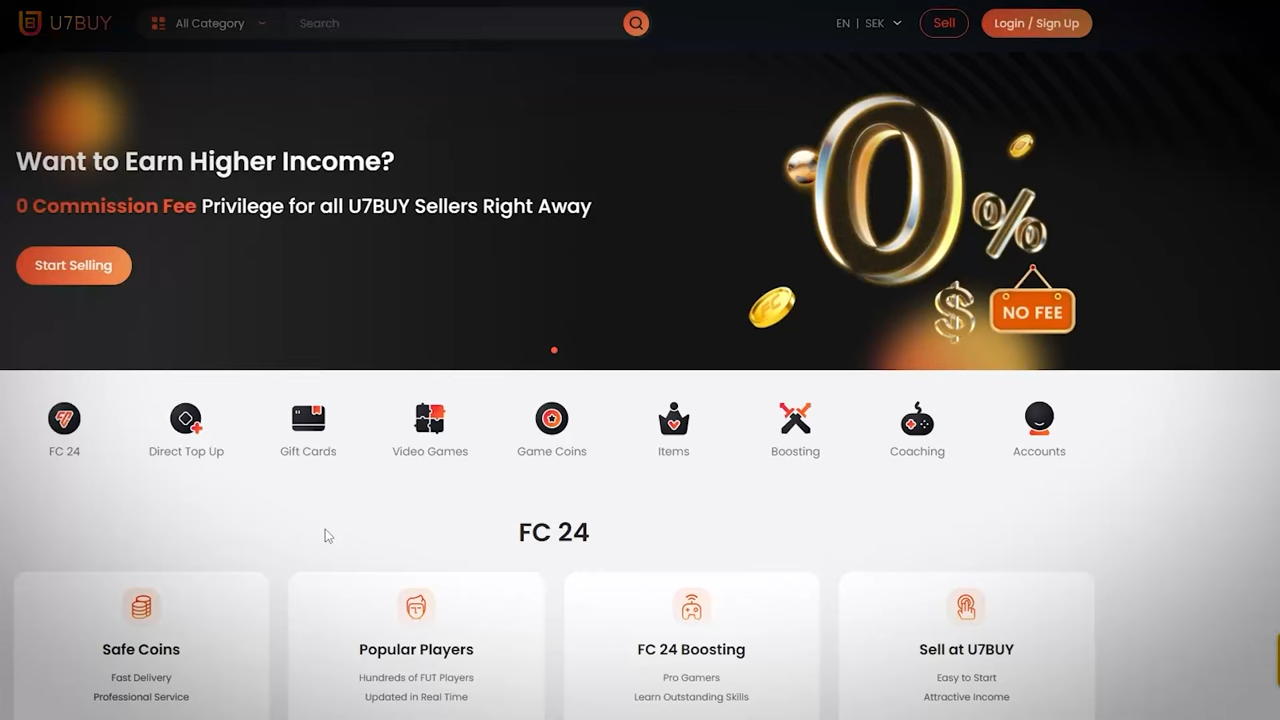 U7BUY
All Category
Search
EN | SEK
Sell
Login / Sign Up
Want to Earn Higher Income?
0 Commission Fee Privilege for all U7BUY Sellers Right Away
Start Selling
0%
$
NO FEE
FC
FC 24
Direct Top Up
Gift Cards
Video Games
Game Coins
Items
Boosting
Coaching
Accounts
FC 24
Safe Coins
Fast Delivery
Professional Service
Popular Players
Hundreds of FUT Players
Updated in Real Time
FC 24 Boosting
Pro Gamers
Learn Outstanding Skills
Sell at U7BUY
Easy to Start
Attractive Income